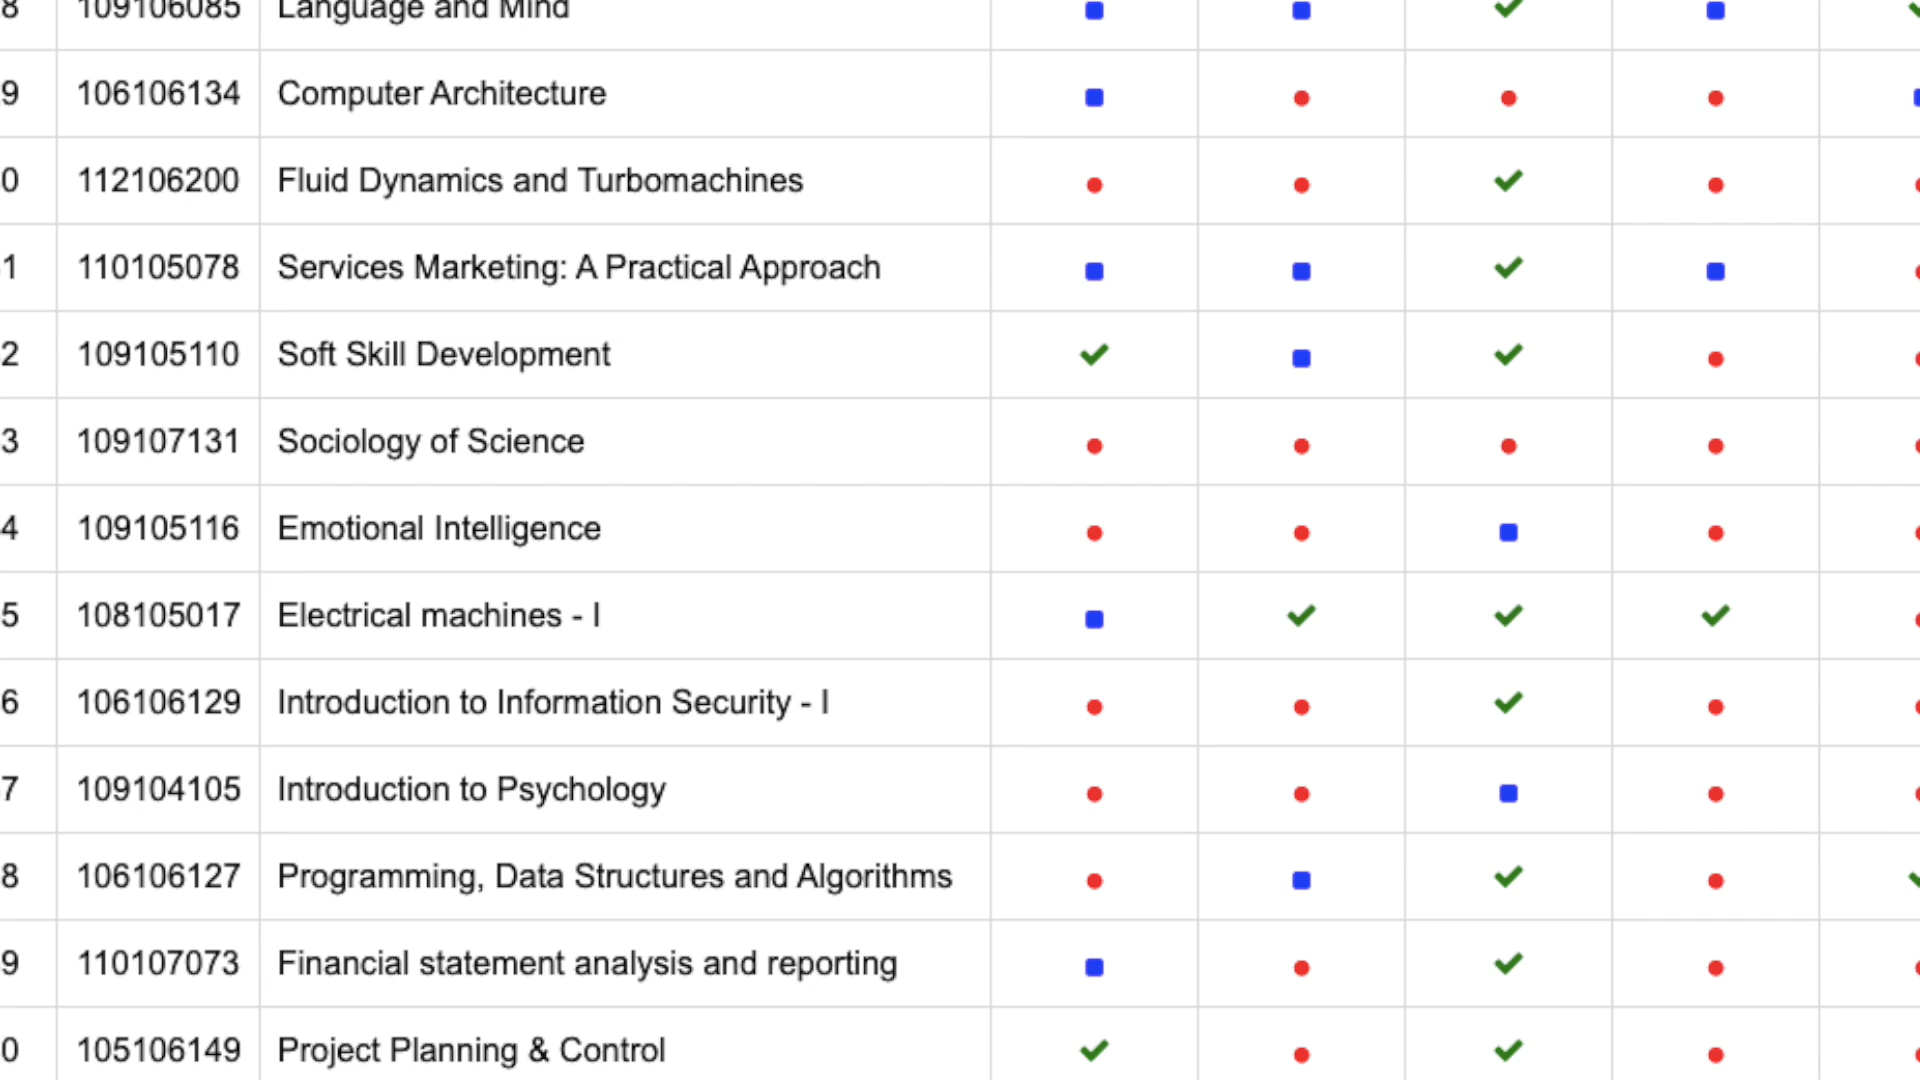 8 109106085 Language and Mind
9 106106134 Computer Architecture
0 112106200 Fluid Dynamics and Turbomachines
1 110105078 Services Marketing: A Practical Approach
2 109105110 Soft Skill Development
3 109107131 Sociology of Science
4 109105116 Emotional Intelligence
5 108105017 Electrical machines - I
6 106106129 Introduction to Information Security - I
7 109104105 Introduction to Psychology
8 106106127 Programming, Data Structures and Algorithms
9 110107073 Financial statement analysis and reporting
0 105106149 Project Planning & Control